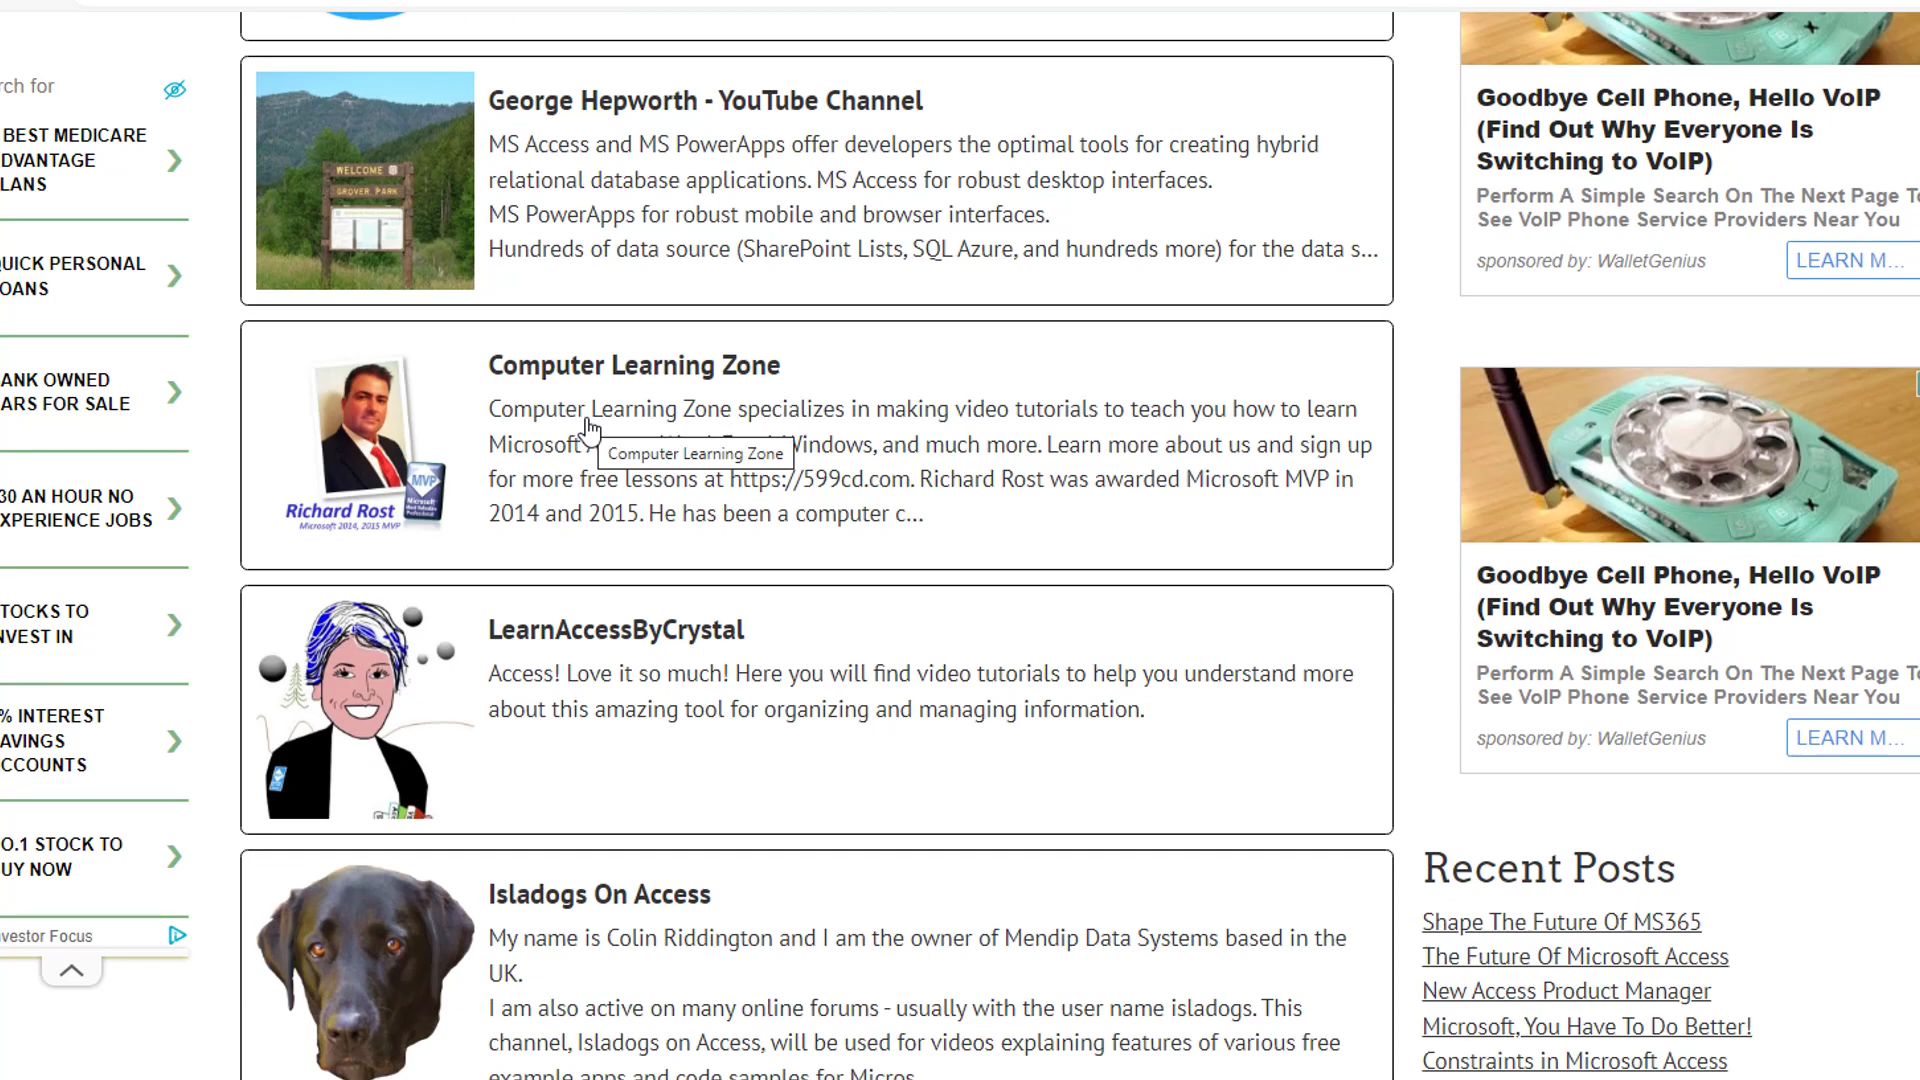 rch for
BEST MEDICARE
DVANTAGE
LANS
UICK PERSONAL
OANS
ANK OWNED
ARS FOR SALE
30 AN HOUR NO
XPERIENCE JOBS
TOCKS TO
NVEST IN
% INTEREST
AVINGS
CCOUNTS
O.1 STOCK TO
UY NOW
vestor Focus
WELCOME
GROVER PARK
George Hepworth - YouTube Channel
MS Access and MS PowerApps offer developers the optimal tools for creating hybrid
relational database applications. MS Access for robust desktop interfaces.
MS PowerApps for robust mobile and browser interfaces.
Hundreds of data source (SharePoint Lists, SQL Azure, and hundreds more) for the data s...
MVP
Microsoft
Richard Rost
Microsoft 2014, 2015 MVP
Computer Learning Zone
Computer Learning Zone specializes in making video tutorials to teach you how to learn
Microsoft Windows, and much more. Learn more about us and sign up
Computer Learning Zone
for more free lessons at https://599cd.com. Richard Rost was awarded Microsoft MVP in
2014 and 2015. He has been a computer c...
LearnAccessByCrystal
Access! Love it so much! Here you will find video tutorials to help you understand more
about this amazing tool for organizing and managing information.
Isladogs On Access
My name is Colin Riddington and I am the owner of Mendip Data Systems based in the
UK.
I am also active on many online forums - usually with the user name isladogs. This
channel, Isladogs on Access, will be used for videos explaining features of various free
example apps and code samples for Micros
Goodbye Cell Phone, Hello VoIP
(Find Out Why Everyone Is
Switching to VoIP)
Perform A Simple Search On The Next Page To
See VoIP Phone Service Providers Near You
sponsored by: WalletGenius
LEARN M...
Goodbye Cell Phone, Hello VoIP
(Find Out Why Everyone Is
Switching to VoIP)
Perform A Simple Search On The Next Page To
See VoIP Phone Service Providers Near You
sponsored by: WalletGenius
LEARN M...
Recent Posts
Shape The Future Of MS365
The Future Of Microsoft Access
New Access Product Manager
Microsoft, You Have To Do Better!
Constraints in Microsoft Access